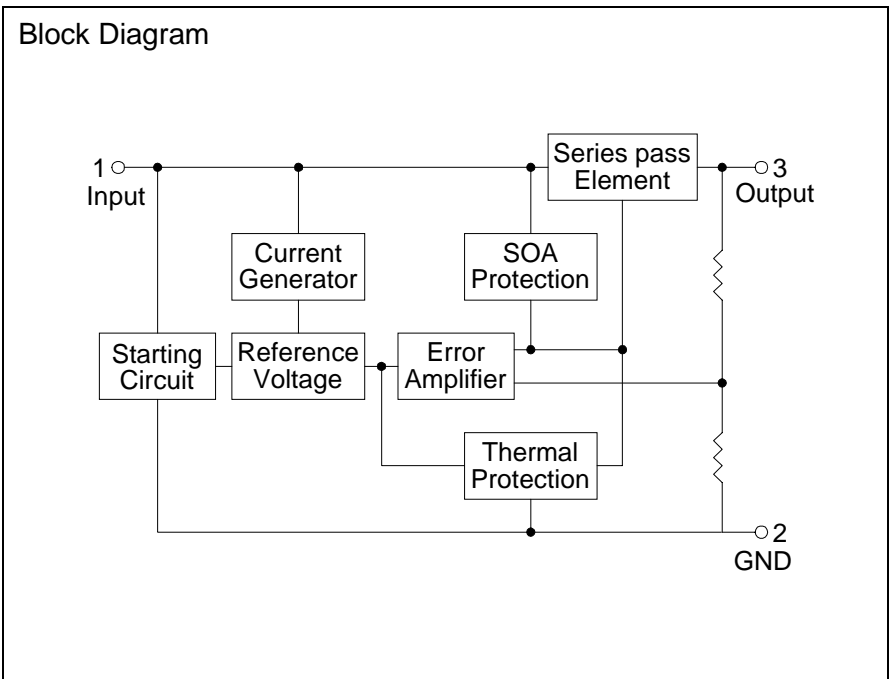 Block Diagram
1
Input
Series pass
Element
3
Output
Current
Generator
SOA
Protection
Starting
Circuit
Reference
Voltage
Error
Amplifier
Thermal
Protection
2
GND